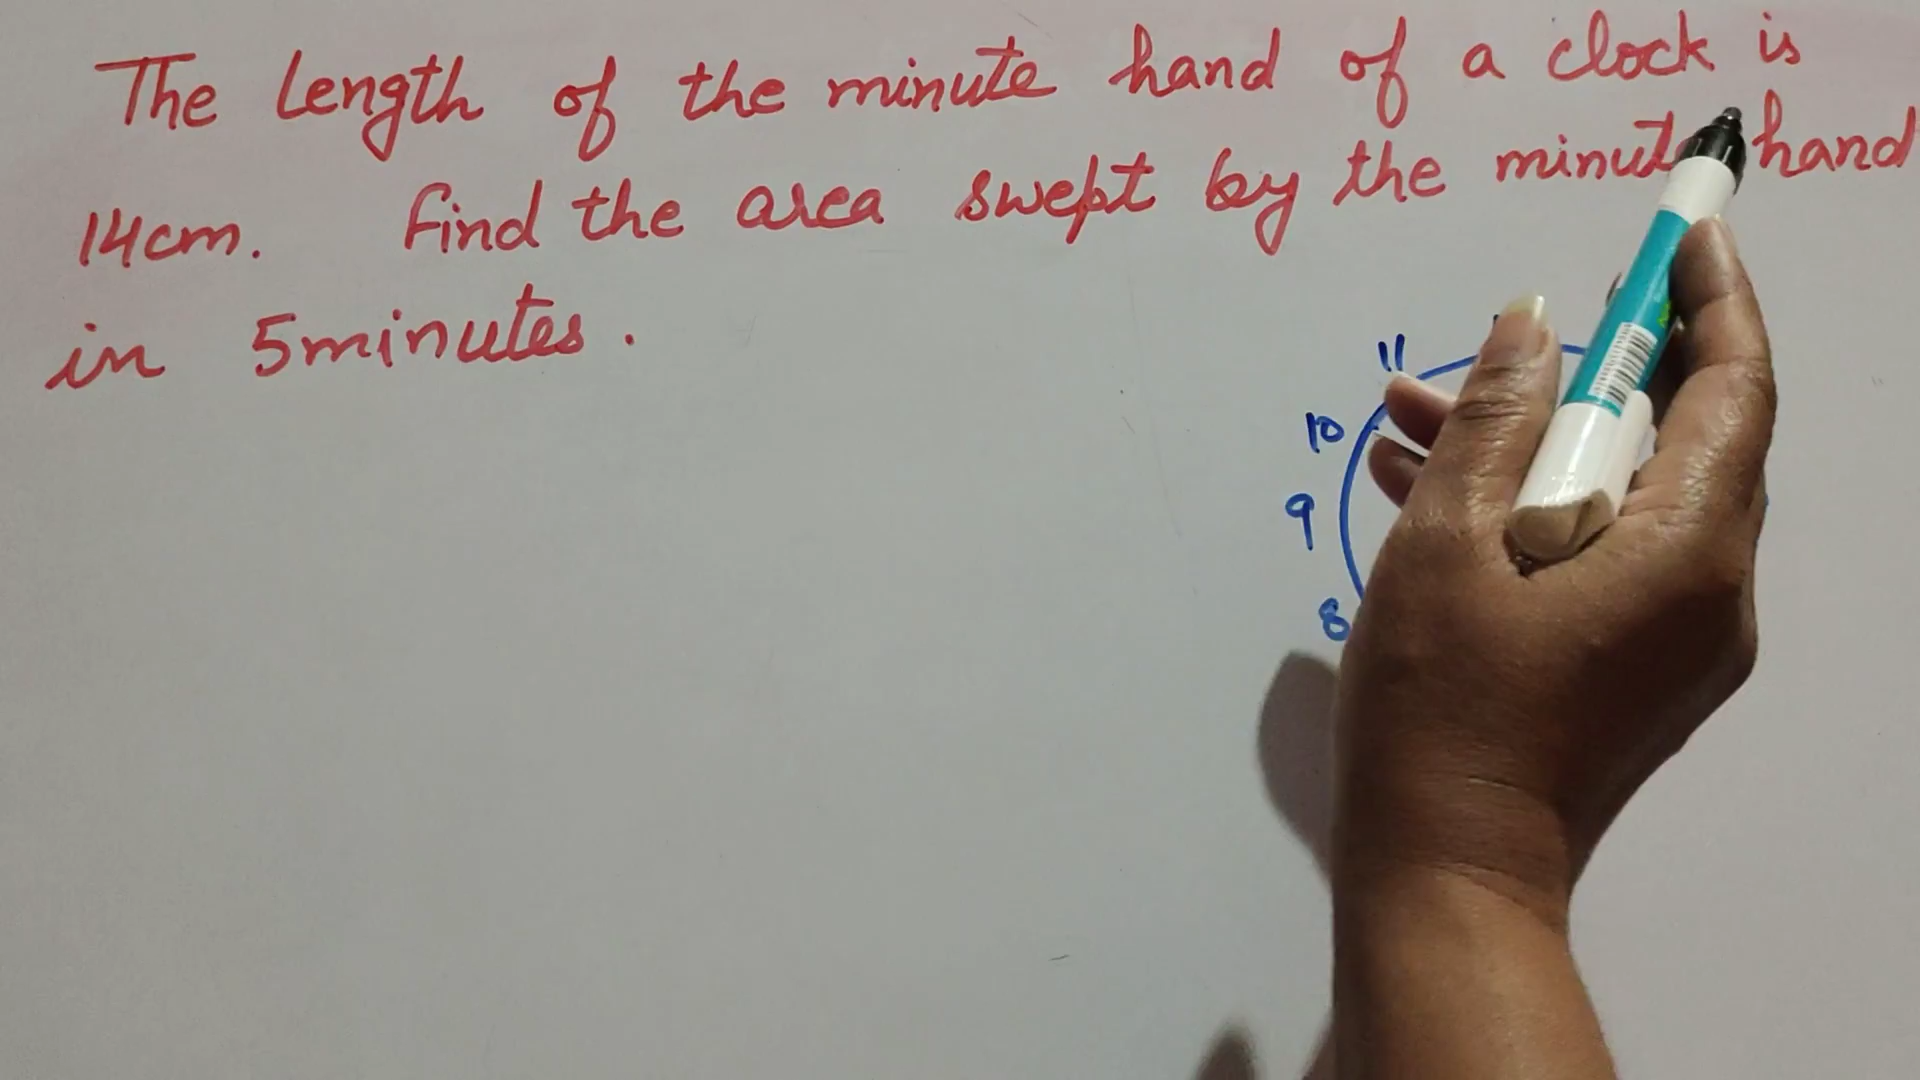 The length of the minute hand of a clock is
14cm. Find the area swept by the minute hand
in 5minutes.
11
10
9
8